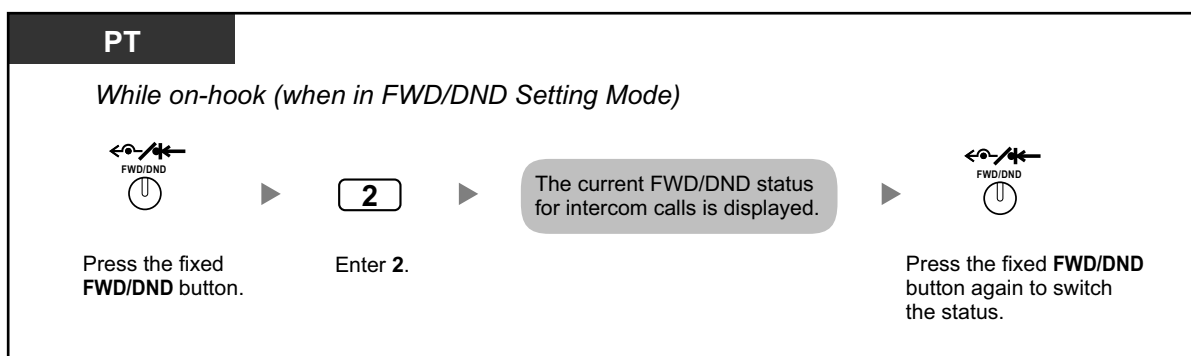 PT
While on-hook (when in FWD/DND Setting Mode)
FWD/DND
Press the fixed
FWD/DND button.
2
Enter 2.
The current FWD/DND status
for intercom calls is displayed.
FWD/DND
Press the fixed FWD/DND
button again to switch
the status.